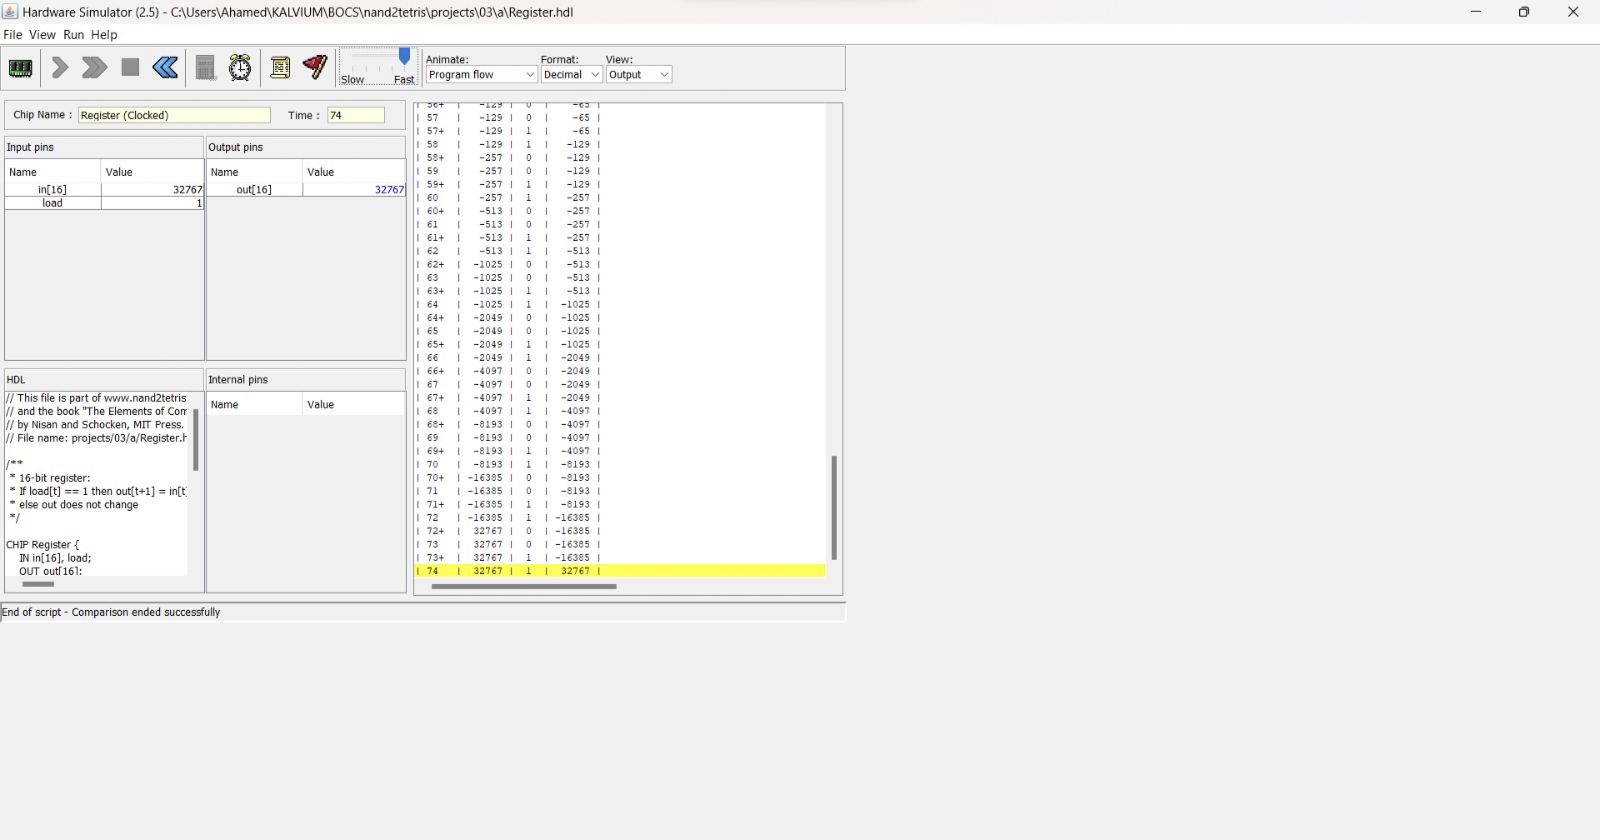 Hardware Simulator (2.5) - C:\Users\Ahamed\KALVIUM\BOCS\nand2tetris\projects\03\a\Register.hdl
File View Run Help
Slow Fast
Animate: Format: View:
Program flow Decimal Output
Chip Name : Register (Clocked) Time : 74
Input pins
Name Value
in[16] 32767
load 1
Output pins
Name Value
out[16] 32767
HDL
// This file is part of www.nand2tetris
// and the book "The Elements of Com
// by Nisan and Schocken, MIT Press.
// File name: projects/03/a/Register.h
/**
* 16-bit register:
* If load[t] == 1 then out[t+1] = in[t]
* else out does not change
*/
CHIP Register {
IN in[16], load;
OUT out[16];
Internal pins
Name Value
| 56+ | -129 | 0 | -65 |
| 57 | -129 | 0 | -65 |
| 57+ | -129 | 1 | -65 |
| 58 | -129 | 1 | -129 |
| 58+ | -257 | 0 | -129 |
| 59 | -257 | 0 | -129 |
| 59+ | -257 | 1 | -129 |
| 60 | -257 | 1 | -257 |
| 60+ | -513 | 0 | -257 |
| 61 | -513 | 0 | -257 |
| 61+ | -513 | 1 | -257 |
| 62 | -513 | 1 | -513 |
| 62+ | -1025 | 0 | -513 |
| 63 | -1025 | 0 | -513 |
| 63+ | -1025 | 1 | -513 |
| 64 | -1025 | 1 | -1025 |
| 64+ | -2049 | 0 | -1025 |
| 65 | -2049 | 0 | -1025 |
| 65+ | -2049 | 1 | -1025 |
| 66 | -2049 | 1 | -2049 |
| 66+ | -4097 | 0 | -2049 |
| 67 | -4097 | 0 | -2049 |
| 67+ | -4097 | 1 | -2049 |
| 68 | -4097 | 1 | -4097 |
| 68+ | -8193 | 0 | -4097 |
| 69 | -8193 | 0 | -4097 |
| 69+ | -8193 | 1 | -4097 |
| 70 | -8193 | 1 | -8193 |
| 70+ | -16385 | 0 | -8193 |
| 71 | -16385 | 0 | -8193 |
| 71+ | -16385 | 1 | -8193 |
| 72 | -16385 | 1 | -16385 |
| 72+ | 32767 | 0 | -16385 |
| 73 | 32767 | 0 | -16385 |
| 73+ | 32767 | 1 | -16385 |
| 74 | 32767 | 1 | 32767 |
End of script - Comparison ended successfully